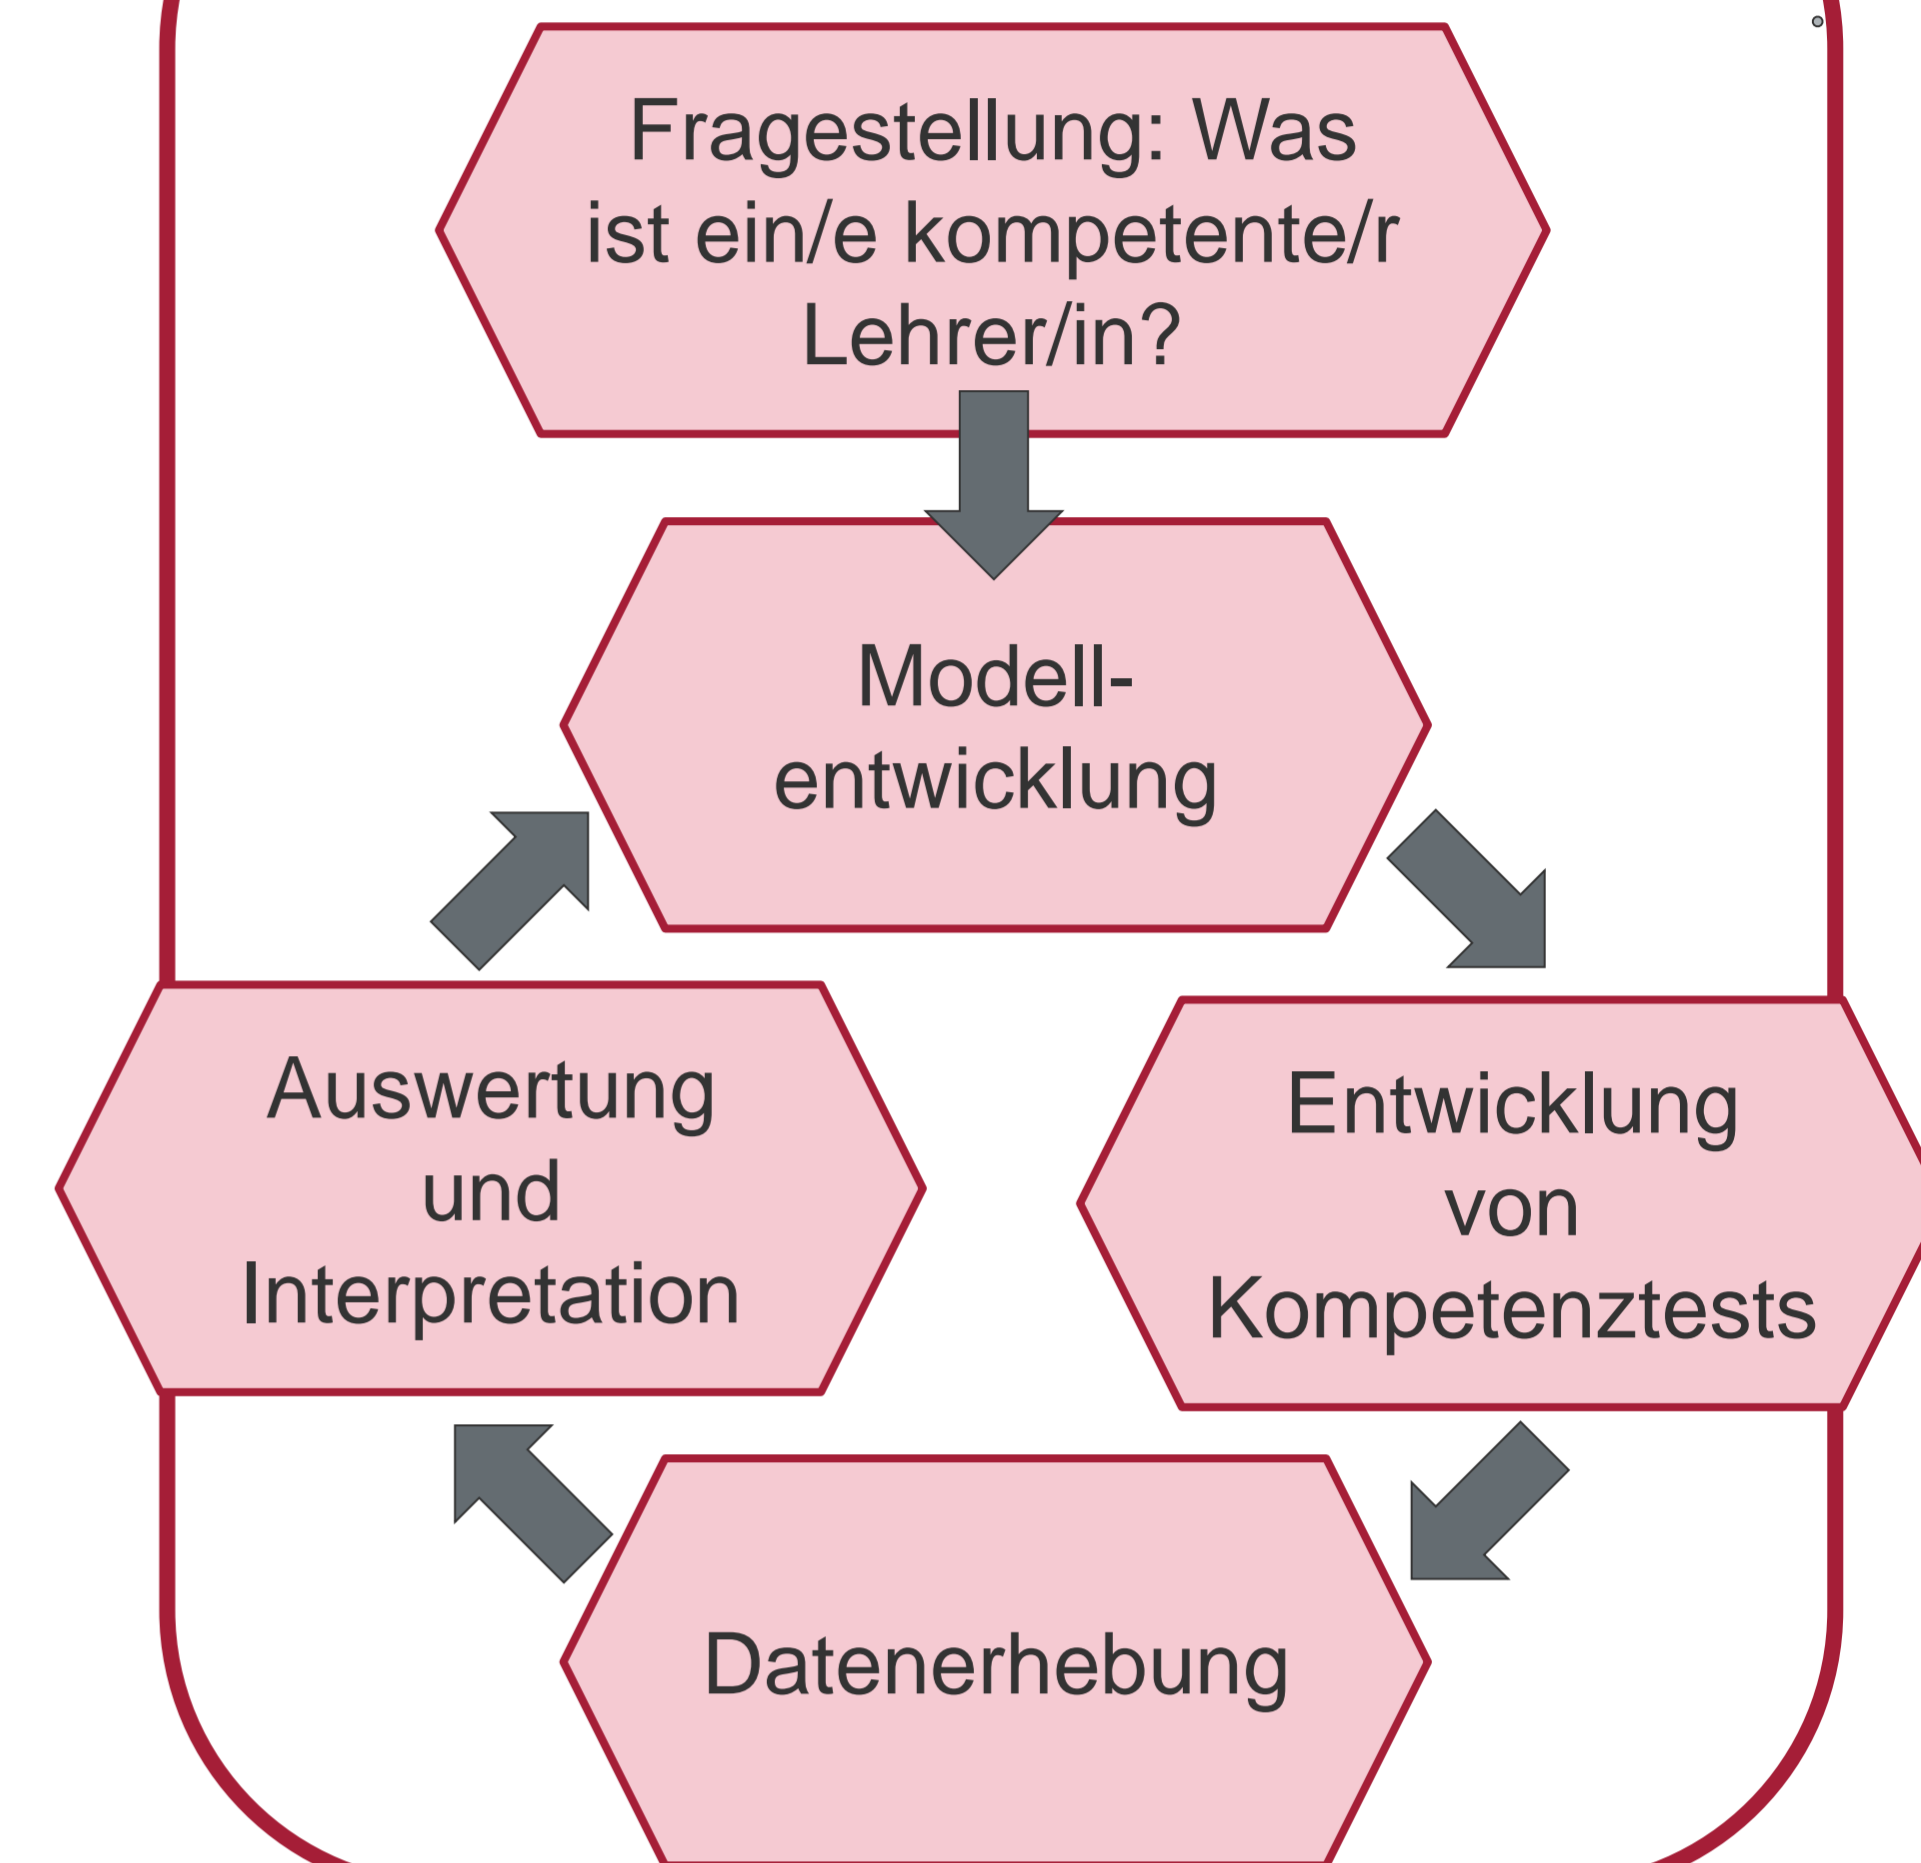 Fragestellung: Was
ist ein/e kompetente/r
Lehrer/in?
Modell-
entwicklung
Auswertung
und
Interpretation
Entwicklung
von
Kompetenztests
Datenerhebung